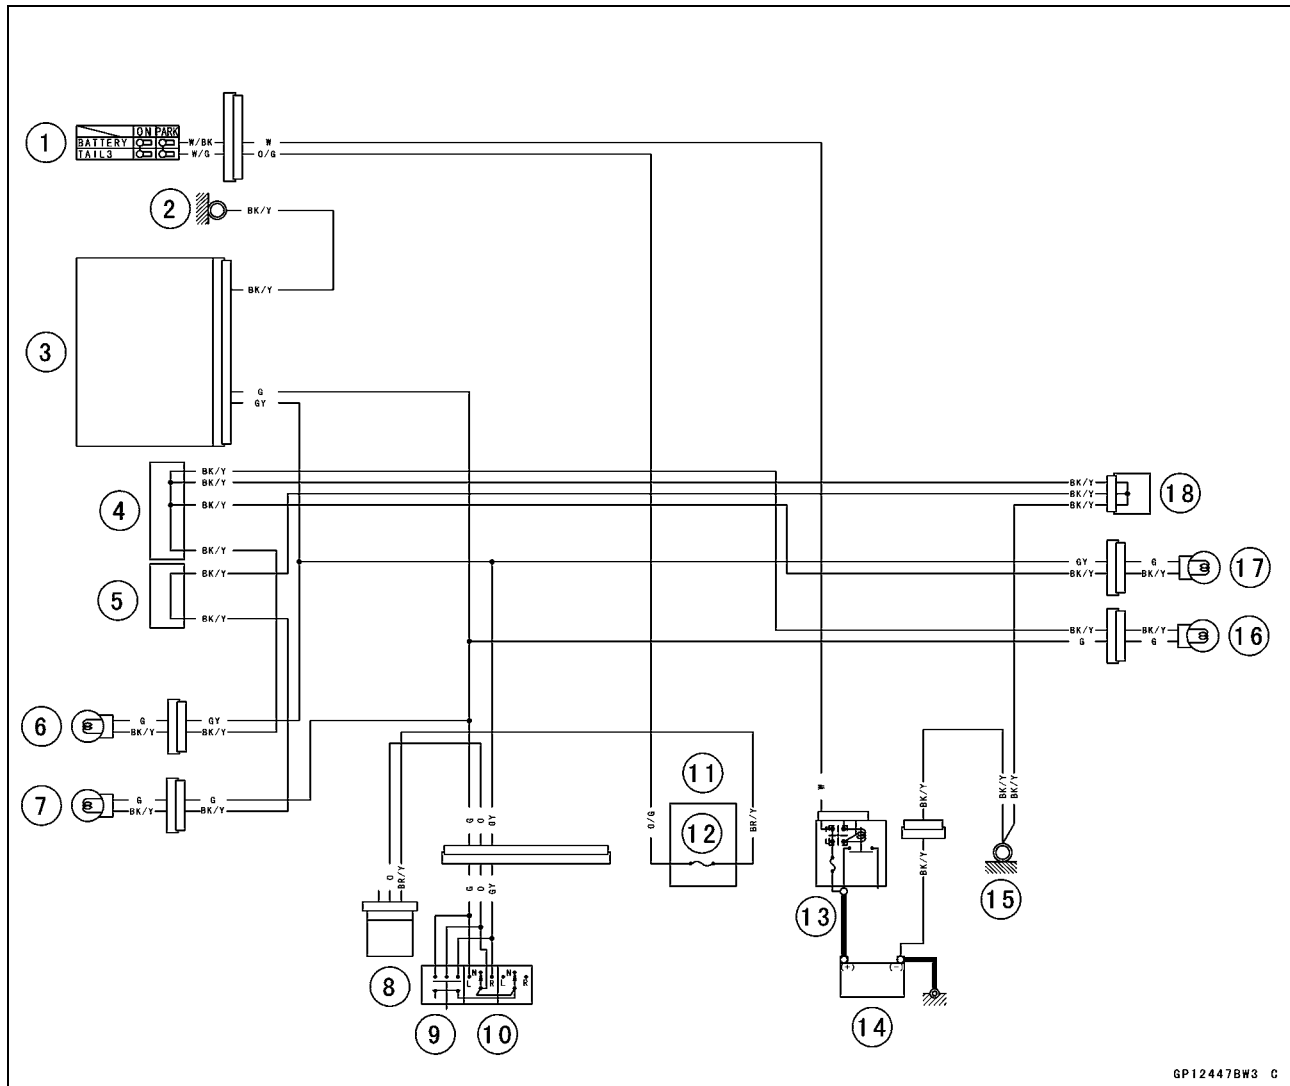 ON PARK
1 BATTERY W/BK W
TAIL3 W/G O/G
2 BK/Y
BK/Y
3
G
GY
BK/Y
BK/Y BK/Y
BK/Y 18
4 BK/Y BK/Y
BK/Y
GY G 17
BK/Y BK/Y BK/Y
5
BK/Y BK/Y BK/Y 16
G G
6 G GY
BK/Y BK/Y
11
7 G G
BK/Y BK/Y
W BK/Y BK/Y BK/Y
G O GY O/G 12 BR/Y
BK/Y
O BR/Y G O GY
15
13
8 N N
L R L R
(+) (-)
9 10 14
GP12447BW3 C